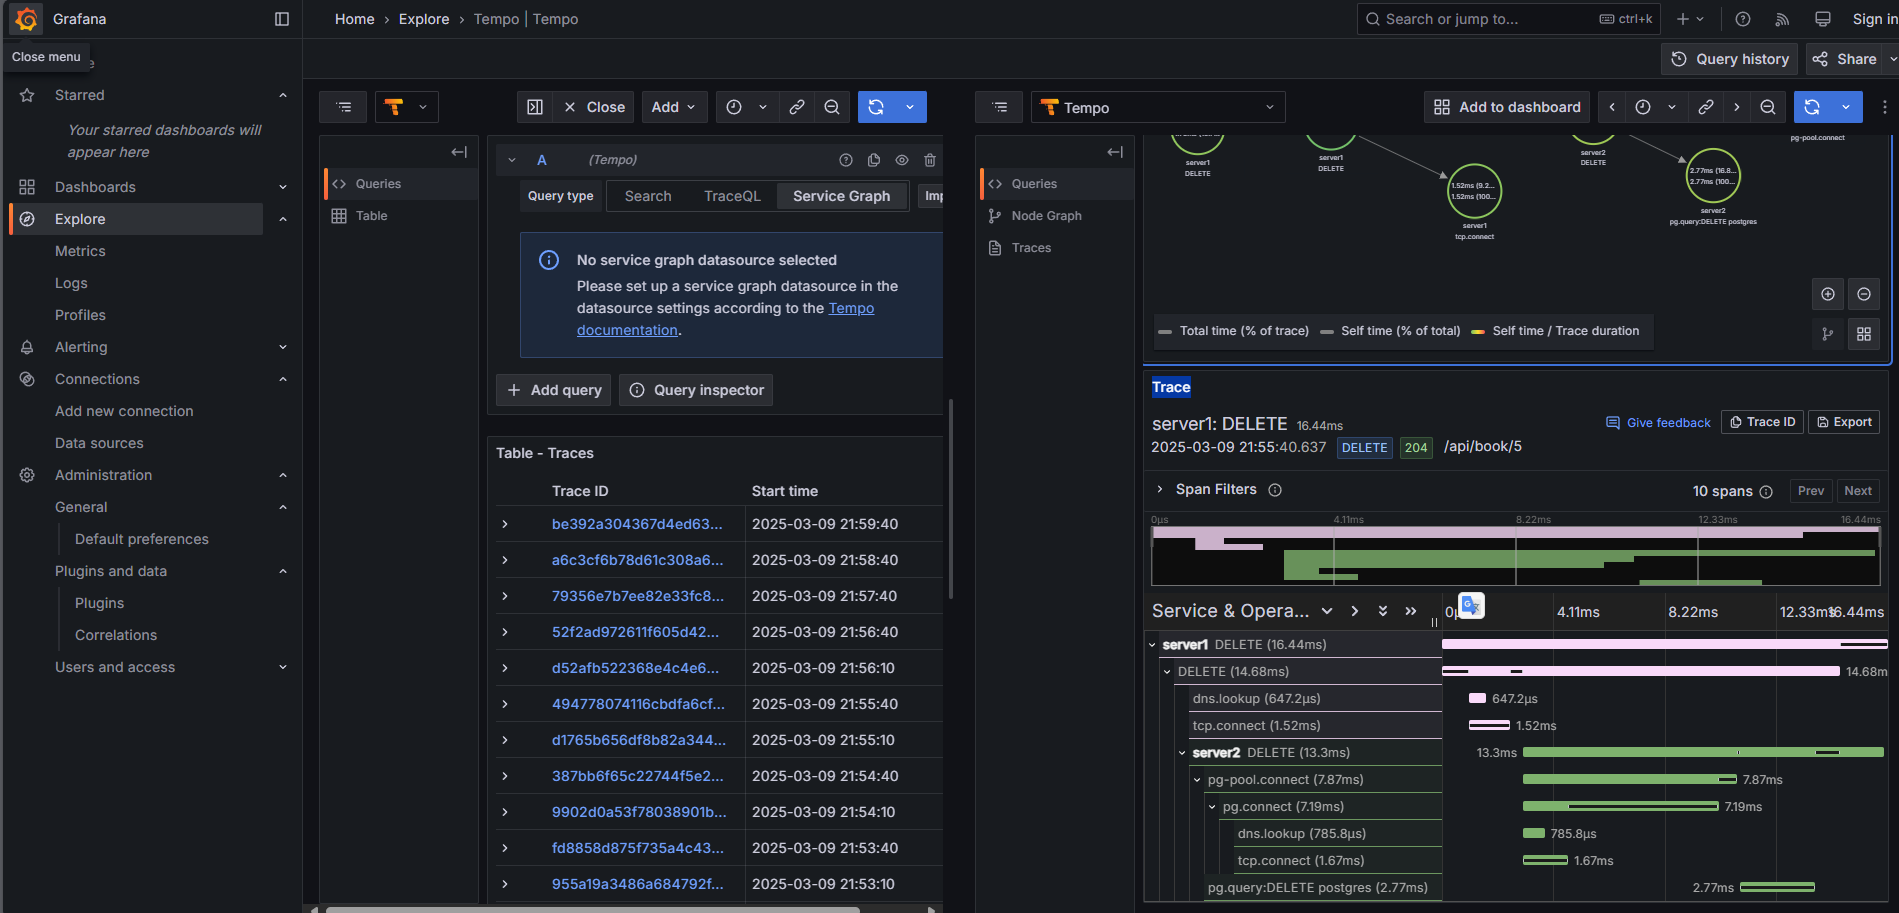 Grafana
Home › Explore › Tempo | Tempo
Search or jump to...
ctrl+k
Sign in
Close menu
Query history
Share
Starred
Your starred dashboards will
appear here
Dashboards
Explore
Metrics
Logs
Profiles
Alerting
Connections
Add new connection
Data sources
Administration
General
Default preferences
Plugins and data
Plugins
Correlations
Users and access
Close
Add
Queries
Table
A
(Tempo)
Query type
Search
TraceQL
Service Graph
Imp
No service graph datasource selected
Please set up a service graph datasource in the
datasource settings according to the Tempo
documentation.
Add query
Query inspector
Table - Traces
Trace ID
Start time
be392a304367d4ed63...
2025-03-09 21:59:40
a6c3cf6b78d61c308a6...
2025-03-09 21:58:40
79356e7b7ee82e33fc8...
2025-03-09 21:57:40
52f2ad972611f605d42...
2025-03-09 21:56:40
d52afb522368e4c4e6...
2025-03-09 21:56:10
494778074116cbdfa6cf...
2025-03-09 21:55:40
d1765b656df8b82a344...
2025-03-09 21:55:10
387bb6f65c22744f5e2...
2025-03-09 21:54:40
9902d0a53f78038901b...
2025-03-09 21:54:10
fd8858d875f735a4c43...
2025-03-09 21:53:40
955a19a3486a684792f...
2025-03-09 21:53:10
Tempo
Add to dashboard
Queries
Node Graph
Traces
server1
DELETE
server1
DELETE
server2
DELETE
pg-pool.connect
1.52ms (9.2...
1.52ms (100...
server1
tcp.connect
2.77ms (16.8...
2.77ms (100...
server2
pg.query:DELETE postgres
Total time (% of trace)
Self time (% of total)
Self time / Trace duration
Trace
server1: DELETE 16.44ms
Give feedback
Trace ID
Export
2025-03-09 21:55:40.637
DELETE
204
/api/book/5
Span Filters
10 spans
Prev
Next
0μs
4.11ms
8.22ms
12.33ms
16.44ms
Service & Opera...
4.11ms
8.22ms
12.33ms
16.44ms
server1 DELETE (16.44ms)
DELETE (14.68ms)
14.68m
dns.lookup (647.2μs)
647.2μs
tcp.connect (1.52ms)
1.52ms
server2 DELETE (13.3ms)
13.3ms
pg-pool.connect (7.87ms)
7.87ms
pg.connect (7.19ms)
7.19ms
dns.lookup (785.8μs)
785.8μs
tcp.connect (1.67ms)
1.67ms
pg.query:DELETE postgres (2.77ms)
2.77ms